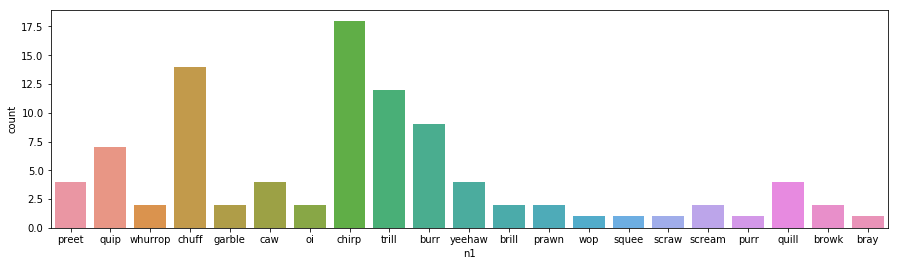 17.5
15.0
12.5
10.0
7.5
5.0
2.5
0.0
count
preet quip whurrop chuff garble caw oi chirp trill burr yeehaw brill prawn wop squee scraw scream purr quill browk bray
n1